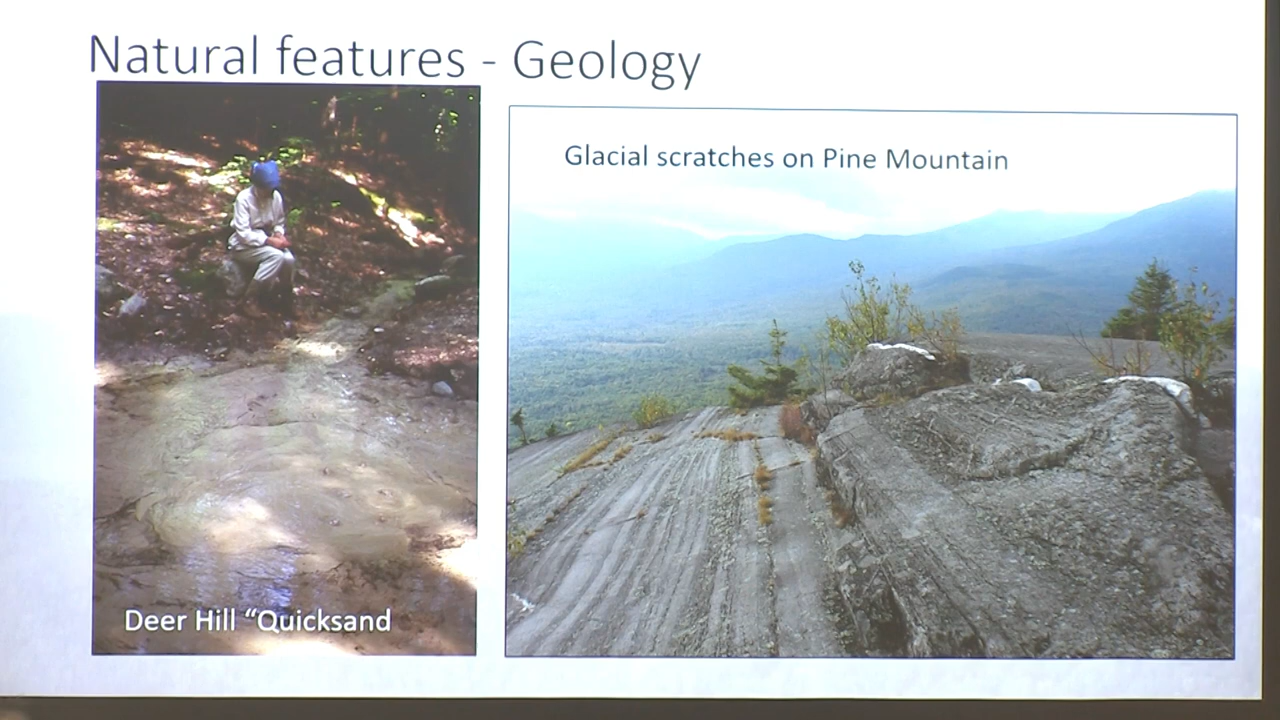 Natural features - Geology
Glacial scratches on Pine Mountain
Deer Hill “Quicksand